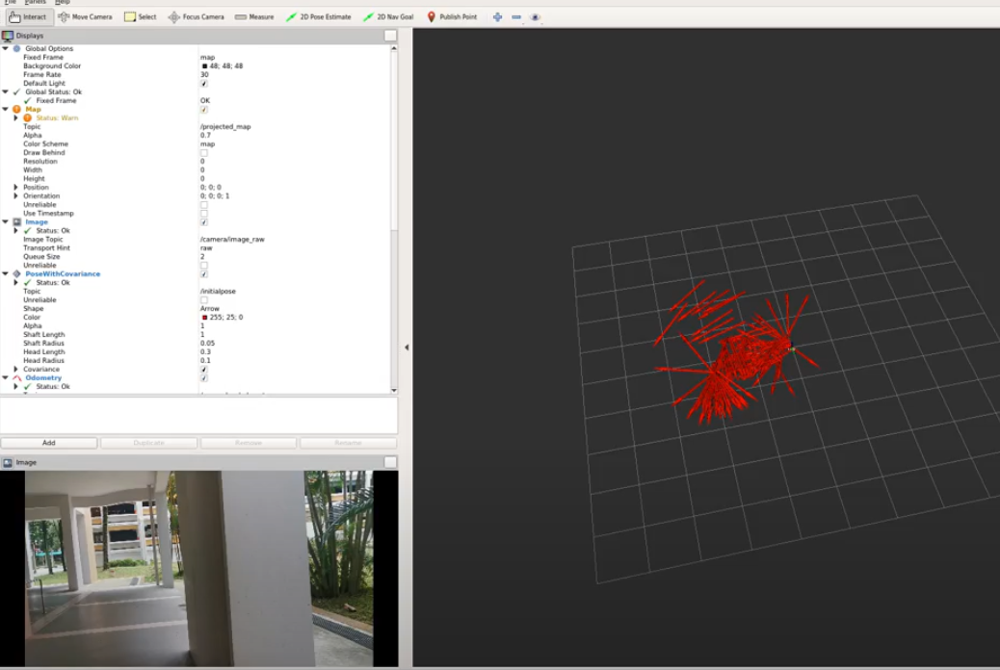 File Panels Help
Interact Move Camera Select Focus Camera Measure 2D Pose Estimate 2D Nav Goal Publish Point
Displays
Global Options
Fixed Frame map
Background Color 48; 48; 48
Frame Rate 30
Default Light
Global Status: Ok
Fixed Frame OK
Map
Status: Warn
Topic /projected_map
Alpha 0.7
Color Scheme map
Draw Behind
Resolution 0
Width 0
Height 0
Position 0; 0; 0
Orientation 0; 0; 0; 1
Unreliable
Use Timestamp
Image
Status: Ok
Image Topic /camera/image_raw
Transport Hint raw
Queue Size 2
Unreliable
PoseWithCovariance
Status: Ok
Topic /initialpose
Unreliable
Shape Arrow
Color 255; 25; 0
Alpha 1
Shaft Length 1
Shaft Radius 0.05
Head Length 0.3
Head Radius 0.1
Covariance
Odometry
Status: Ok
Add Duplicate Remove Rename
Image